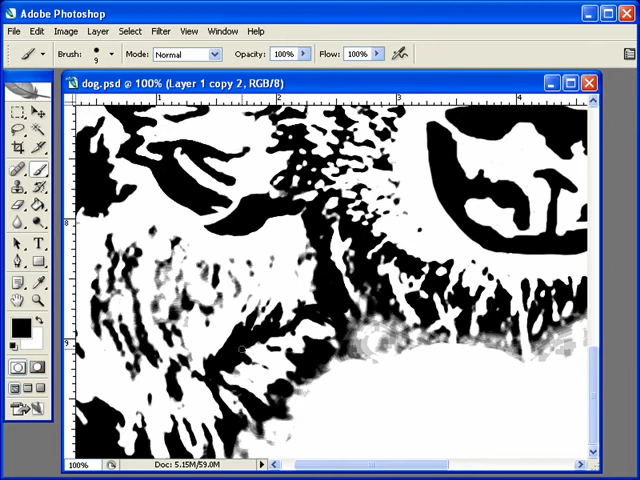 Adobe Photoshop
File Edit Image Layer Select Filter View Window Help
Brush: 9 Mode: Normal Opacity: 100% Flow: 100%
dog.psd @ 100% (Layer 1 copy 2, RGB/8)
1 2 3 4
8
9
T
100% Doc: 5.15M/59.0M